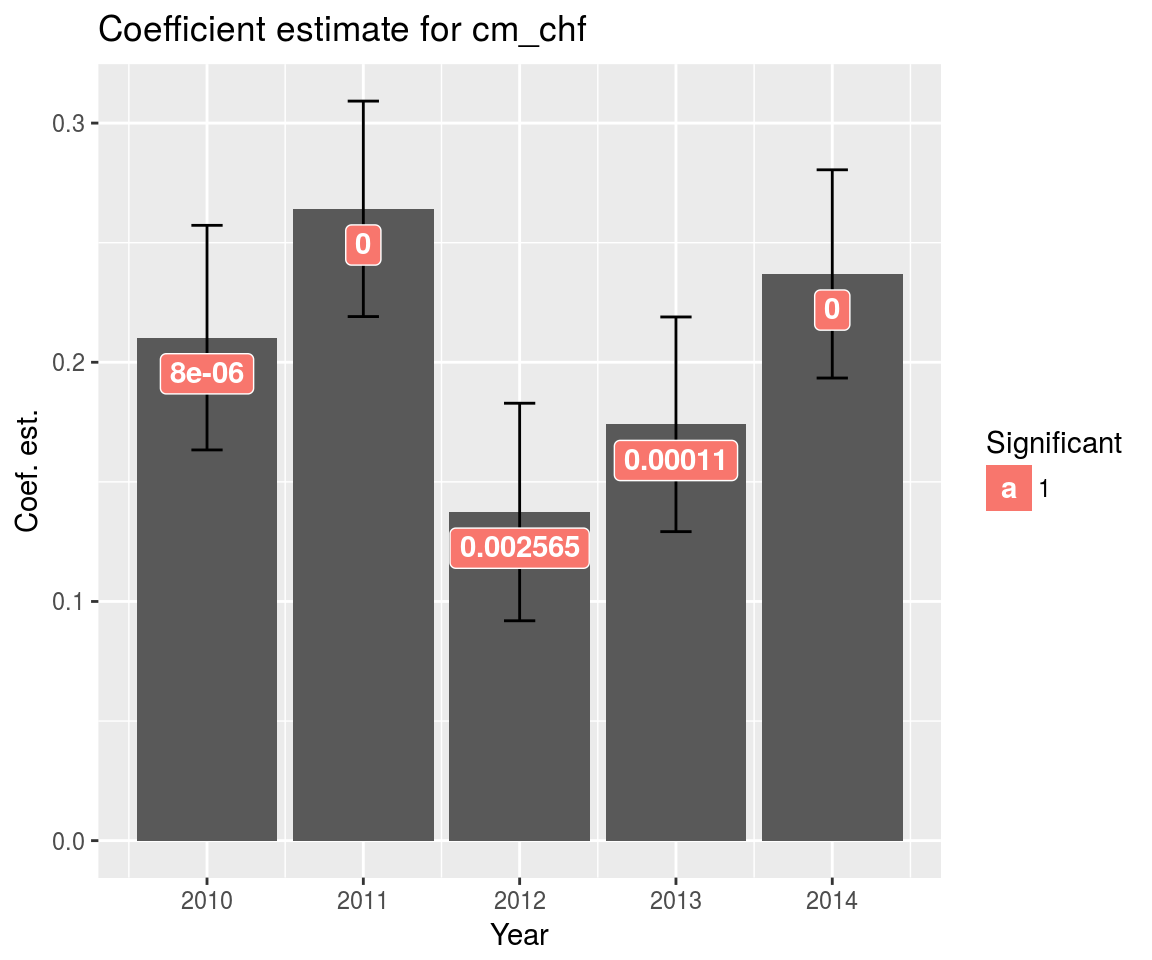 Coefficient estimate for cm_chf
Coef. est.
0.3
0.2
0.1
0.0
8e-06
0
0.002565
0.00011
0
2010
2011
2012
2013
2014
Year
Significant
a 1